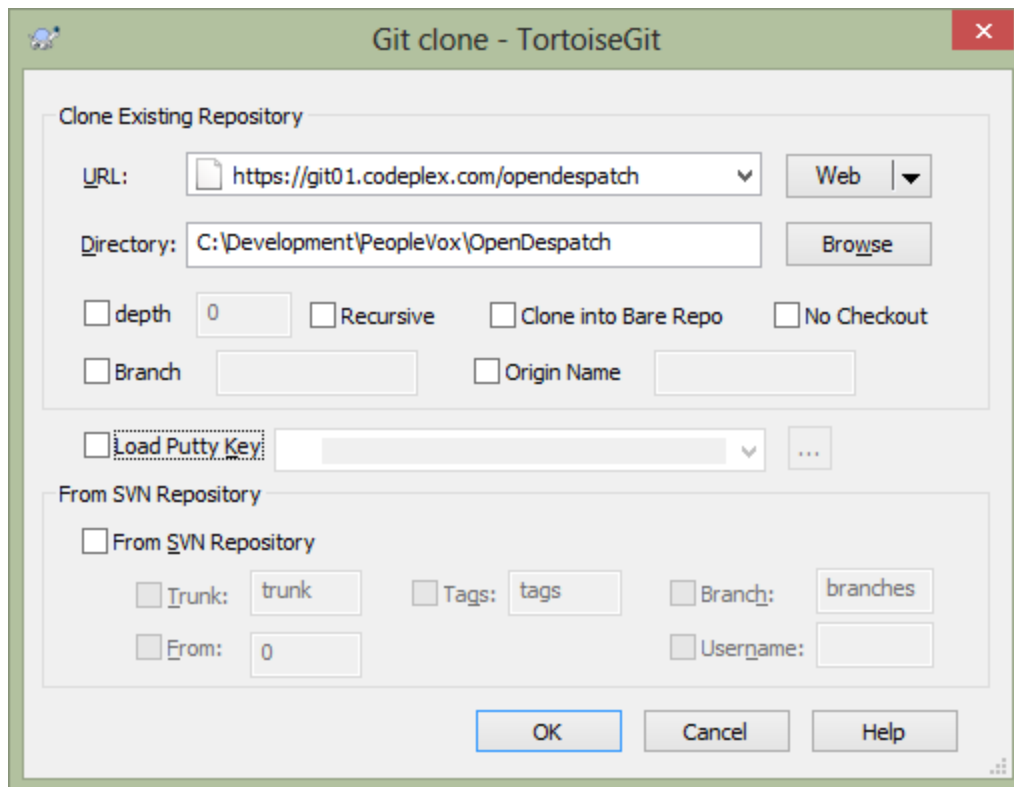 Git clone - TortoiseGit
Clone Existing Repository
URL: https://git01.codeplex.com/opendespatch Web
Directory: C:\Development\PeopleVox\OpenDespatch Browse
depth 0 Recursive Clone into Bare Repo No Checkout
Branch Origin Name
Load Putty Key ...
From SVN Repository
From SVN Repository
Trunk: trunk Tags: tags Branch: branches
From: 0 Username:
OK Cancel Help